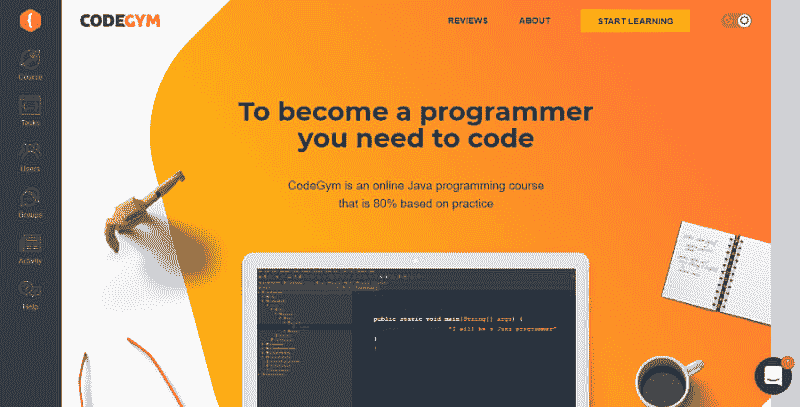 CODEGYM
REVIEWS
ABOUT
START LEARNING
Course
Tasks
Users
Groups
Activity
Help
To become a programmer
you need to code
CodeGym is an online Java programming course
that is 80% based on practice
public static void main(String[] args) {
"I will be a Java programmer"
}